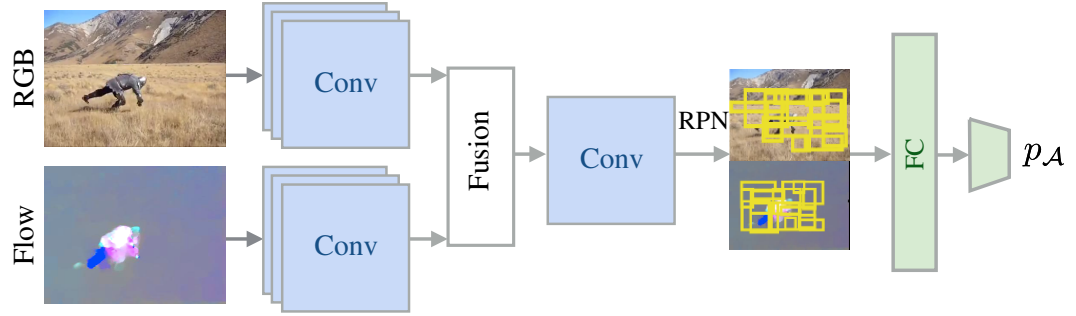 RGB
Conv
Flow
Conv
Fusion
Conv
RPN
FC
p𝒜